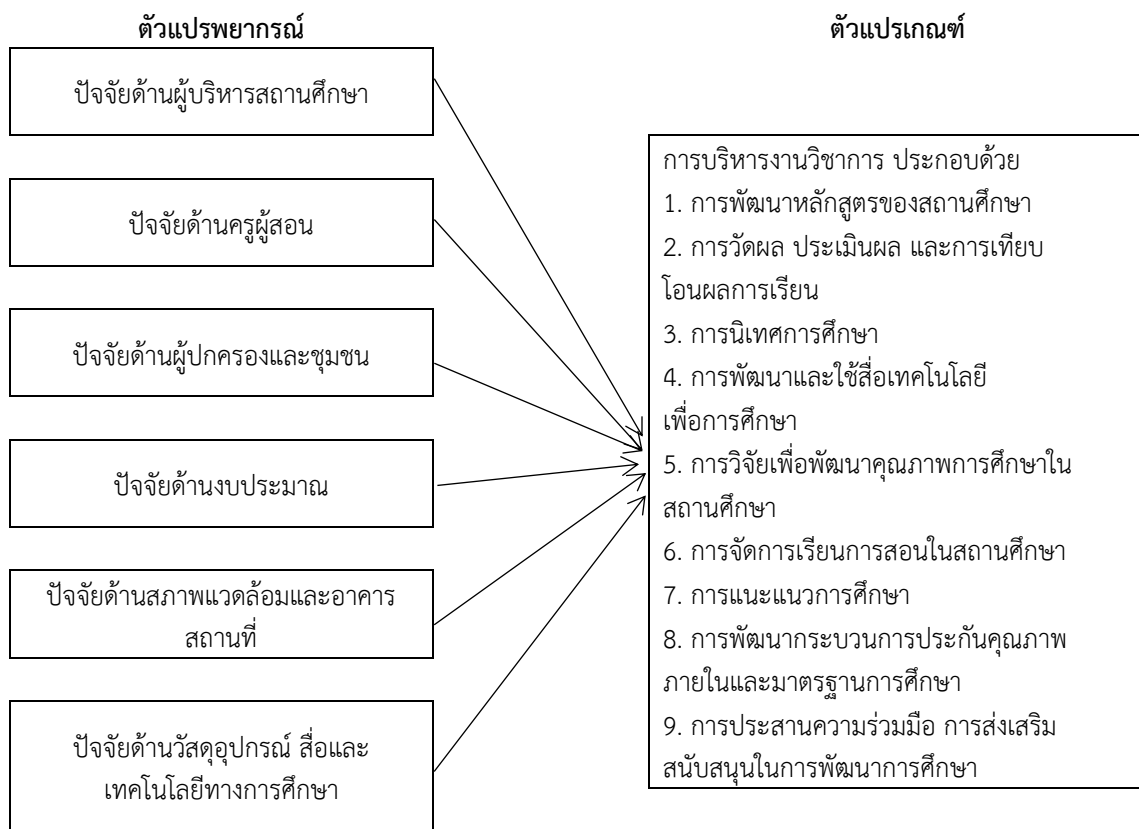 ตัวแปรพยากรณ์
ปัจจัยด้านผู้บริหารสถานศึกษา
ปัจจัยด้านครูผู้สอน
ปัจจัยด้านผู้ปกครองและชุมชน
ปัจจัยด้านงบประมาณ
ปัจจัยด้านสภาพแวดล้อมและอาคาร
สถานที่
ปัจจัยด้านวัสดุอุปกรณ์ สื่อและ
เทคโนโลยีทางการศึกษา
ตัวแปรเกณฑ์
การบริหารงานวิชาการ ประกอบด้วย
1. การพัฒนาหลักสูตรของสถานศึกษา
2. การวัดผล ประเมินผล และการเทียบ
โอนผลการเรียน
3. การนิเทศการศึกษา
4. การพัฒนาและใช้สื่อเทคโนโลยี
เพื่อการศึกษา
5. การวิจัยเพื่อพัฒนาคุณภาพการศึกษาใน
สถานศึกษา
6. การจัดการเรียนการสอนในสถานศึกษา
7. การแนะแนวการศึกษา
8. การพัฒนากระบวนการประกันคุณภาพ
ภายในและมาตรฐานการศึกษา
9. การประสานความร่วมมือ การส่งเสริม
สนับสนุนในการพัฒนาการศึกษา